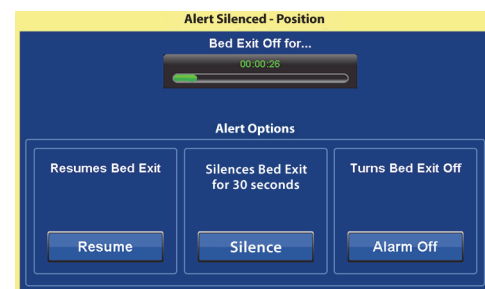 Alert Silenced - Position
Bed Exit Off for...
00:00:26
Alert Options
Resumes Bed Exit
Silences Bed Exit
for 30 seconds
Turns Bed Exit Off
Resume
Silence
Alarm Off